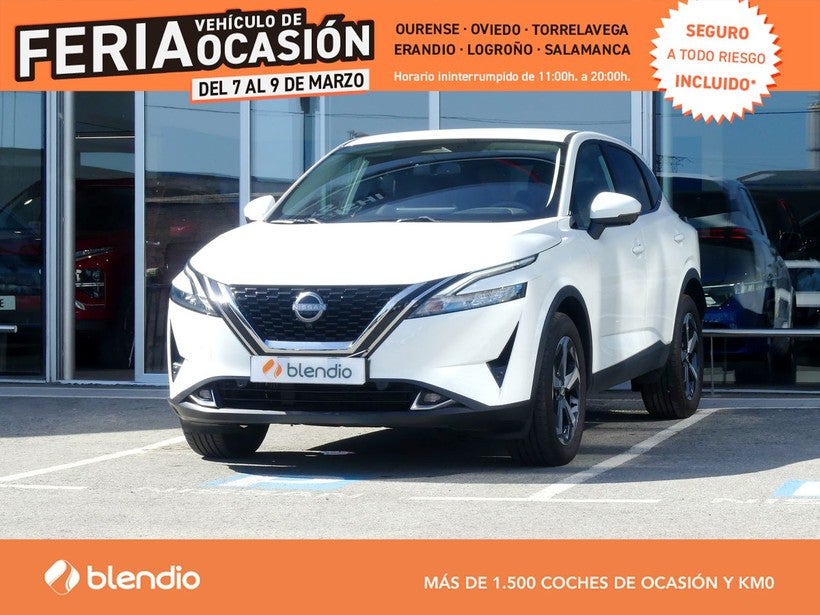 VEHÍCULO DE
FERIA OCASIÓN
DEL 7 AL 9 DE MARZO
OURENSE · OVIEDO · TORRELAVEGA
ERANDIO · LOGROÑO · SALAMANCA
Horario ininterrumpido de 11:00h. a 20:00h.
SEGURO
A TODO RIESGO
INCLUIDO*
NISSAN
blendio
blendio
MÁS DE 1.500 COCHES DE OCASIÓN Y KM0